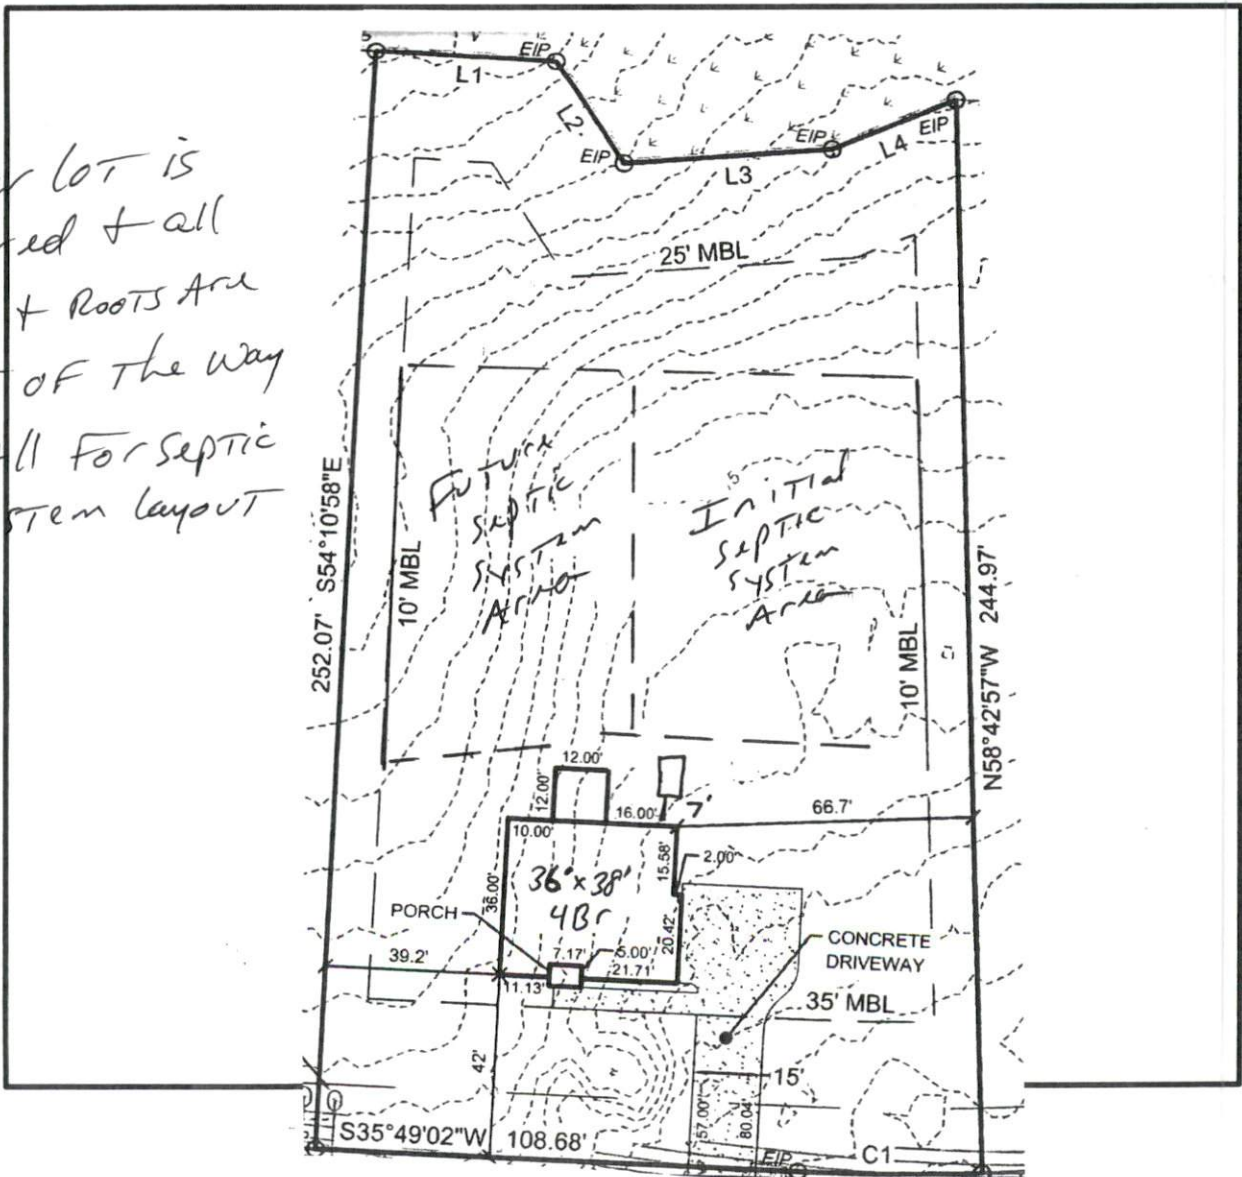 EIP
L1
L2
EIP
L3
EIP
L4
EIP
lot is
ed + all
+ Roots Are
OF The Way
ll For Septic
stem layout
25' MBL
Future
Septic
System
Area
Initial
Septic
System
Area
252.07' S54°10'58"E
10' MBL
10' MBL
N58°42'57"W 244.97'
12.00'
12.00'
16.00'
7'
66.7'
10.00'
36.00'
36' x 38'
4Br
15.58'
2.00'
20.42'
PORCH
7.17'
5.00'
21.71'
11.13'
39.2'
CONCRETE
DRIVEWAY
35' MBL
42'
15'
57.00'
80.04'
S35°49'02"W 108.68'
EIP
C1